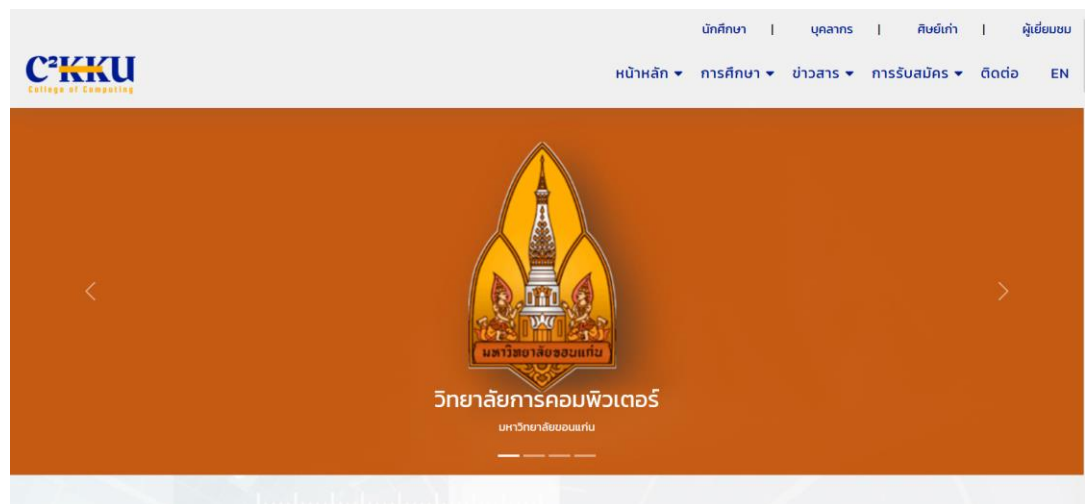 นักศึกษา | บุคลากร | ศิษย์เก่า | ผู้เยี่ยมชม
C²KKU
College of Computing
หน้าหลัก การศึกษา ข่าวสาร การรับสมัคร ติดต่อ EN
มหาวิทยาลัยขอนแก่น
วิทยาลัยการคอมพิวเตอร์
มหาวิทยาลัยขอนแก่น